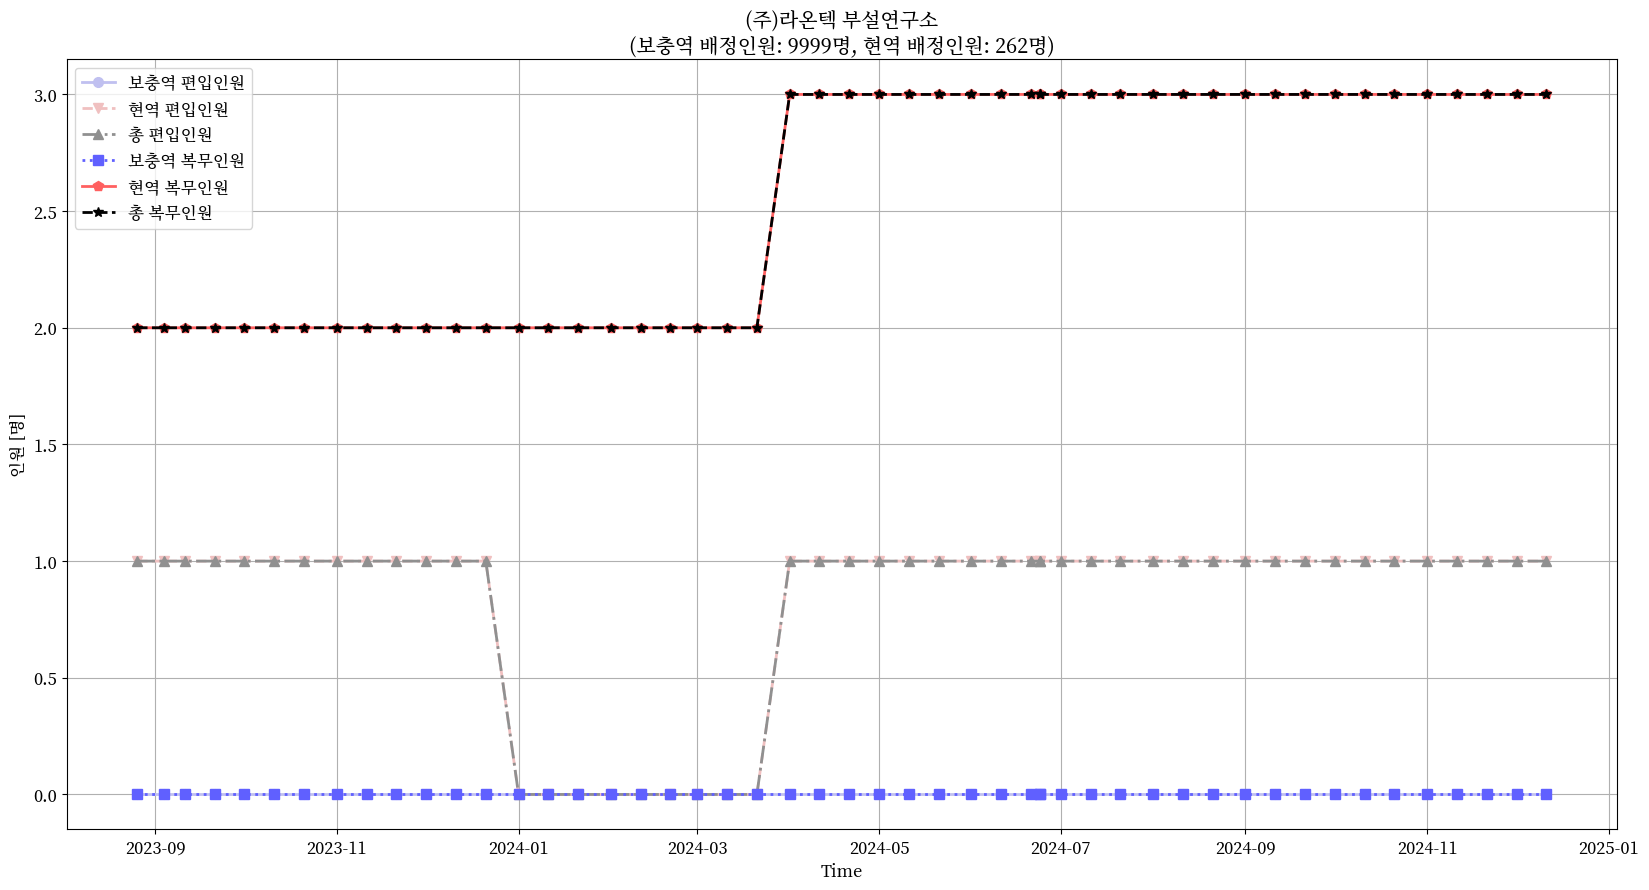 (주)라온텍 부설연구소
(보충역 배정인원: 9999명, 현역 배정인원: 262명)
보충역 편입인원
현역 편입인원
총 편입인원
보충역 복무인원
현역 복무인원
총 복무인원
인원 [명]
3.0
2.5
2.0
1.5
1.0
0.5
0.0
2023-09 2023-11 2024-01 2024-03 2024-05 2024-07 2024-09 2024-11 2025-01
Time